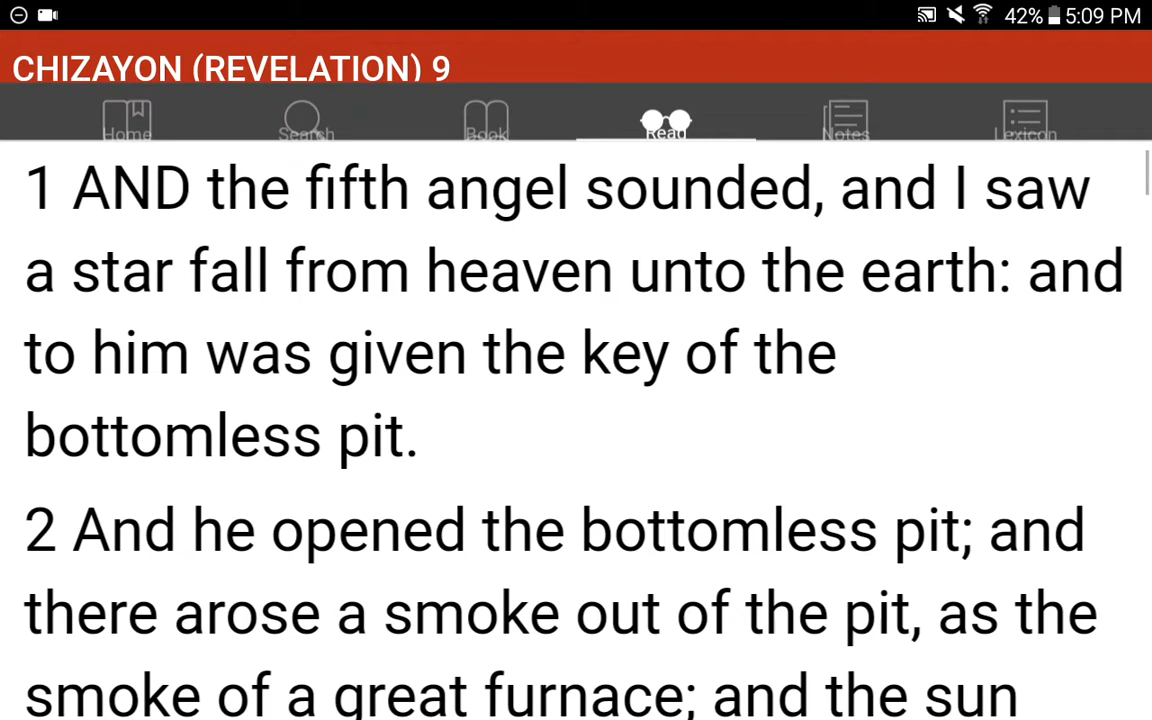 42% 5:09 PM
CHIZAYON (REVELATION) 9
Home Search Book Read Notes Lexicon
1 AND the fifth angel sounded, and I saw
a star fall from heaven unto the earth: and
to him was given the key of the
bottomless pit.
2 And he opened the bottomless pit; and
there arose a smoke out of the pit, as the
smoke of a great furnace; and the sun